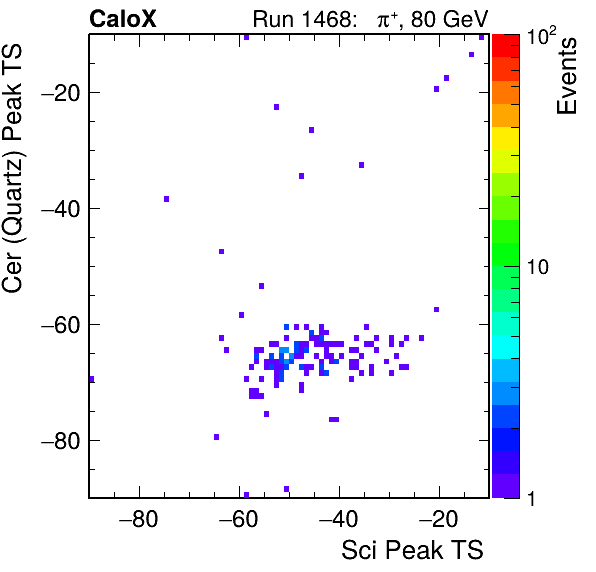 CaloX Run 1468: π⁺, 80 GeV
Cer (Quartz) Peak TS
−20
−40
−60
−80
−80 −60 −40 −20
Sci Peak TS
10²
10
1
Events